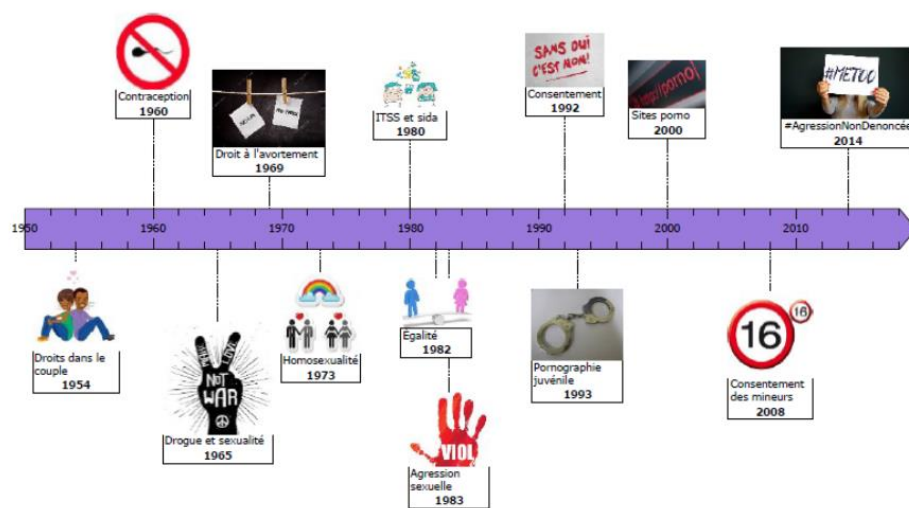 Contraception
1960
Droit à l'avortement
1969
ITSS et sida
1980
SANS OUI
C'EST NON!
Consentement
1992
porno
Sites porno
2000
#METOO
#AgressionNonDenoncée
2014
1950
1960
1970
1980
1990
2000
2010
Droits dans le
couple
1954
LOVE
NOT
WAR
Drogue et sexualité
1965
Homosexualité
1973
Égalité
1982
VIOL
Agression
sexuelle
1983
Pornographie
juvénile
1993
16
16
Consentement
des mineurs
2008